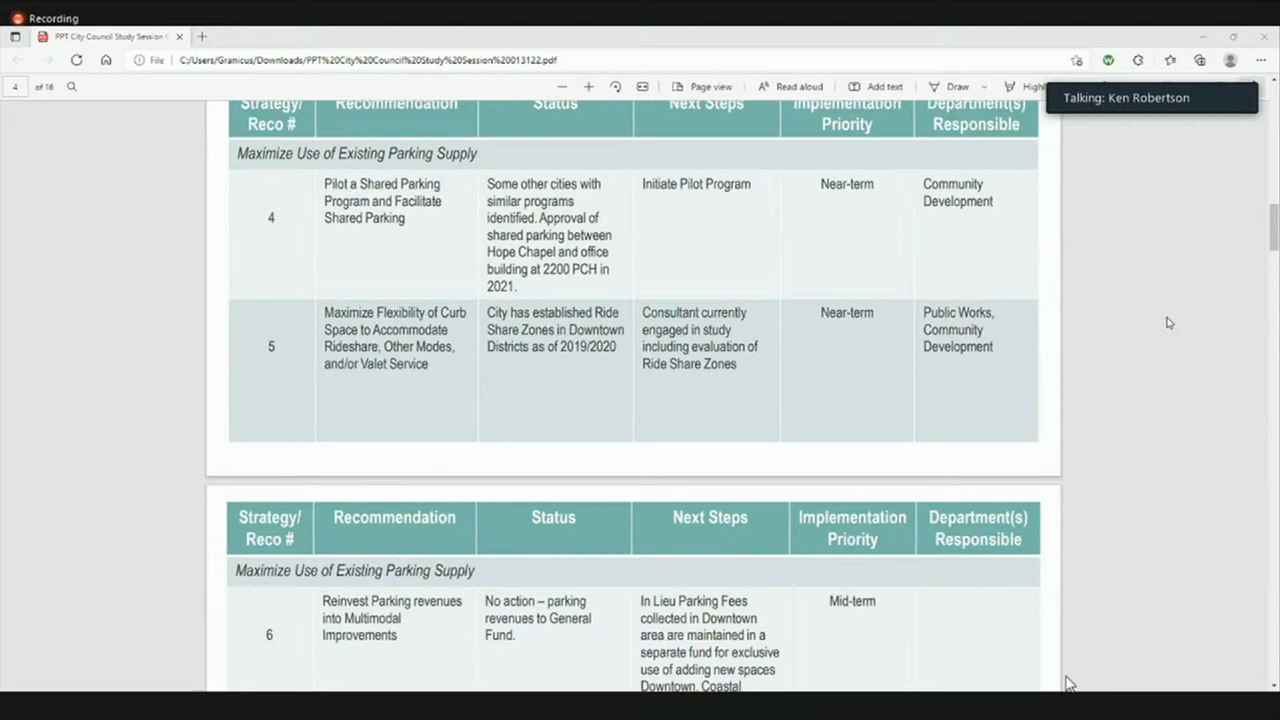 Recording
PPT City Council Study Session
File
C:/Users/Granicus/Downloads/PPT%20City%20Council%20Study%20Session%20013122.pdf
4 of 16
Page view
Read aloud
Add text
Draw
Highl
Talking: Ken Robertson
Strategy/
Reco #
Recommendation
Status
Next Steps
Implementation
Priority
Department(s)
Responsible
Maximize Use of Existing Parking Supply
4
Pilot a Shared Parking
Program and Facilitate
Shared Parking
Some other cities with
similar programs
identified. Approval of
shared parking between
Hope Chapel and office
building at 2200 PCH in
2021.
Initiate Pilot Program
Near-term
Community
Development
5
Maximize Flexibility of Curb
Space to Accommodate
Rideshare, Other Modes,
and/or Valet Service
City has established Ride
Share Zones in Downtown
Districts as of 2019/2020
Consultant currently
engaged in study
including evaluation of
Ride Share Zones
Near-term
Public Works,
Community
Development
Strategy/
Reco #
Recommendation
Status
Next Steps
Implementation
Priority
Department(s)
Responsible
Maximize Use of Existing Parking Supply
6
Reinvest Parking revenues
into Multimodal
Improvements
No action – parking
revenues to General
Fund.
In Lieu Parking Fees
collected in Downtown
area are maintained in a
separate fund for exclusive
use of adding new spaces
Downtown. Coastal
Mid-term